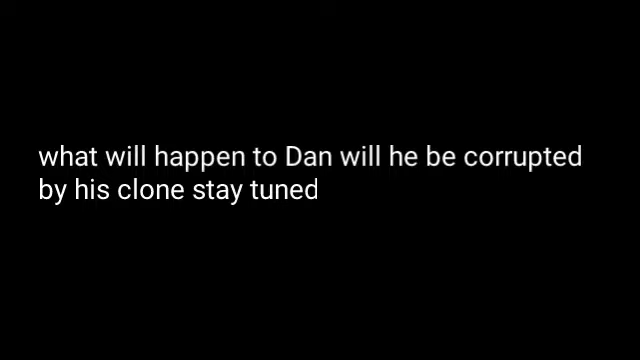 what will happen to Dan will he be corrupted
by his clone stay tuned